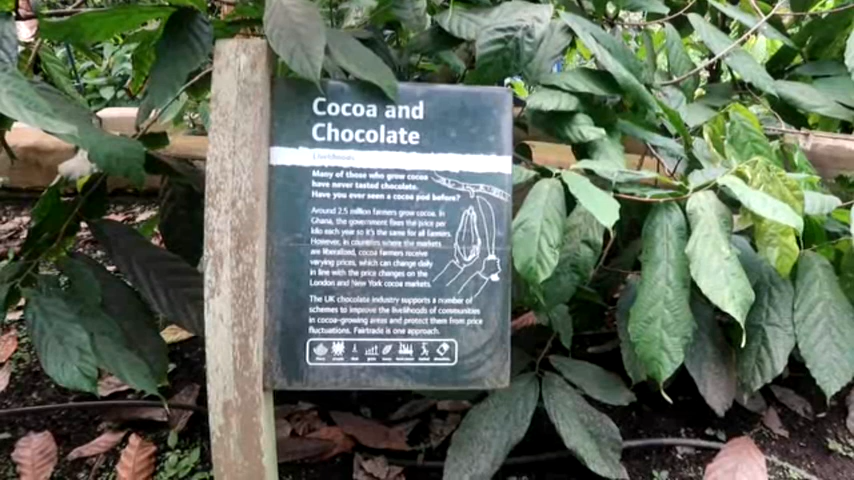 Cocoa and
Chocolate
Livelihoods
Many of those who grow cocoa
have never tasted chocolate.
Have you ever seen a cocoa pod before?
Around 2.5 million farmers grow cocoa. In
Ghana, the government fixes the price per
kilo each year so it's the same for all farmers.
However, in countries where the markets
are liberalized, cocoa farmers receive
varying prices, which can change daily
in line with the price changes on the
London and New York cocoa markets.
The UK chocolate industry supports a number of
schemes to improve the livelihoods of communities
in cocoa-growing areas and protect them from price
fluctuations. Fairtrade is one approach.